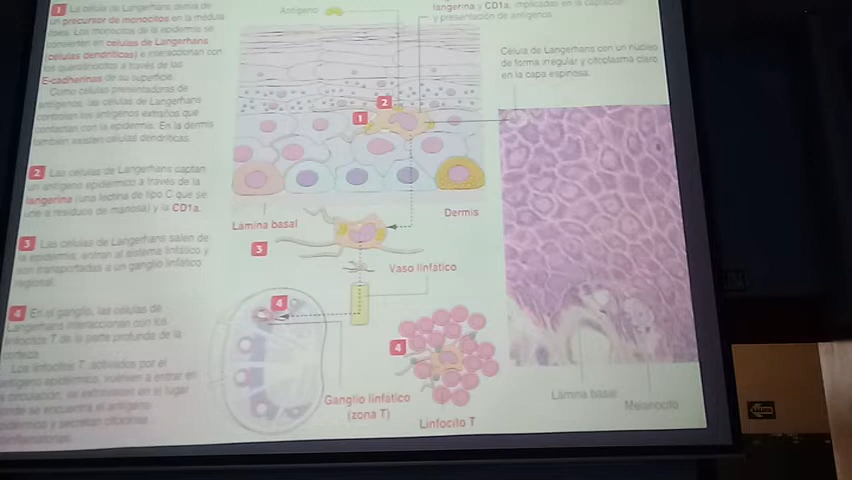 1 La célula de Langerhans deriva de
un precursor de monocitos en la médula
ósea. Los monocitos de la epidermis se
convierten en células de Langerhans
(células dendríticas) e interaccionan con
los queratinocitos a través de las
E-cadherinas de su superficie.
Como células presentadoras de
antígenos, las células de Langerhans
controlan los antígenos extraños que
contactan con la epidermis. En la dermis
también existen células dendríticas.
2 Las células de Langerhans captan
un antígeno epidérmico a través de la
langerina (una lectina de tipo C que se
une a residuos de manosa) y la CD1a.
3 Las células de Langerhans salen de
la epidermis, entran al sistema linfático y
son transportadas a un ganglio linfático
regional.
4 En el ganglio, las células de
Langerhans interaccionan con los
linfocitos T de la parte profunda de la
corteza.
Los linfocitos T, activados por el
antígeno epidérmico, vuelven a entrar en
la circulación, se extravasan en el lugar
donde se encuentra el antígeno
epidérmico y secretan citocinas
Antígeno
langerina y CD1a, implicadas en la captación
y presentación de antígenos
2
1
Lámina basal
Dermis
3
Vaso linfático
4
4
Ganglio linfático
(zona T)
Linfocito T
Célula de Langerhans con un núcleo
de forma irregular y citoplasma claro
en la capa espinosa
Lámina basal
Melanocito